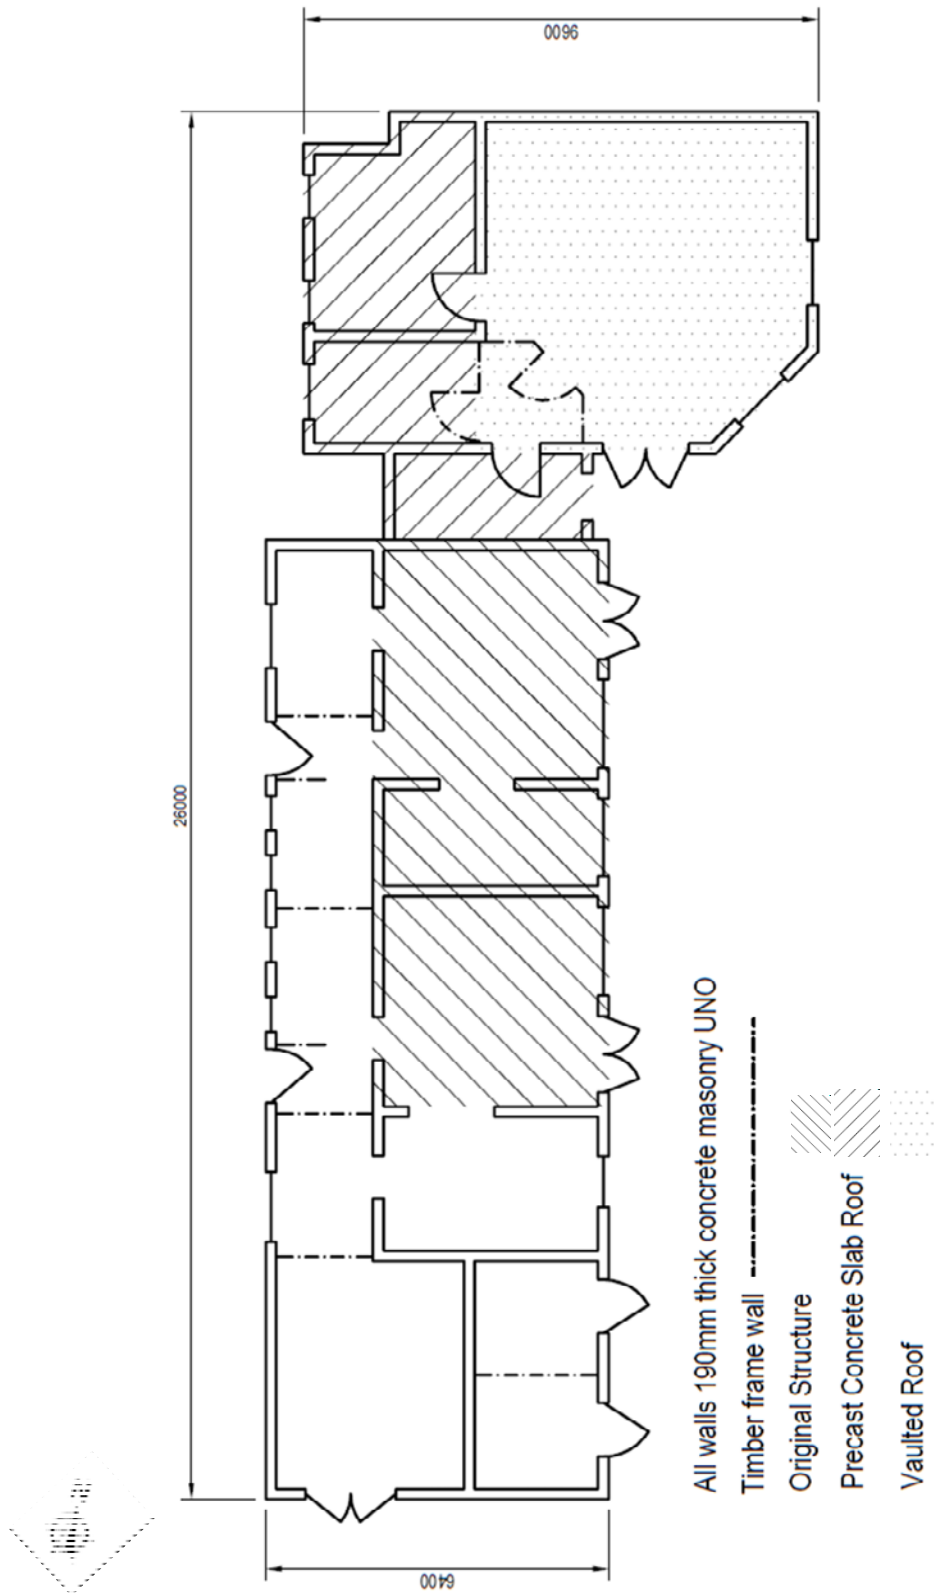 9600
26000
6400
All walls 190mm thick concrete masonry UNO
Timber frame wall
Original Structure
Precast Concrete Slab Roof
Vaulted Roof